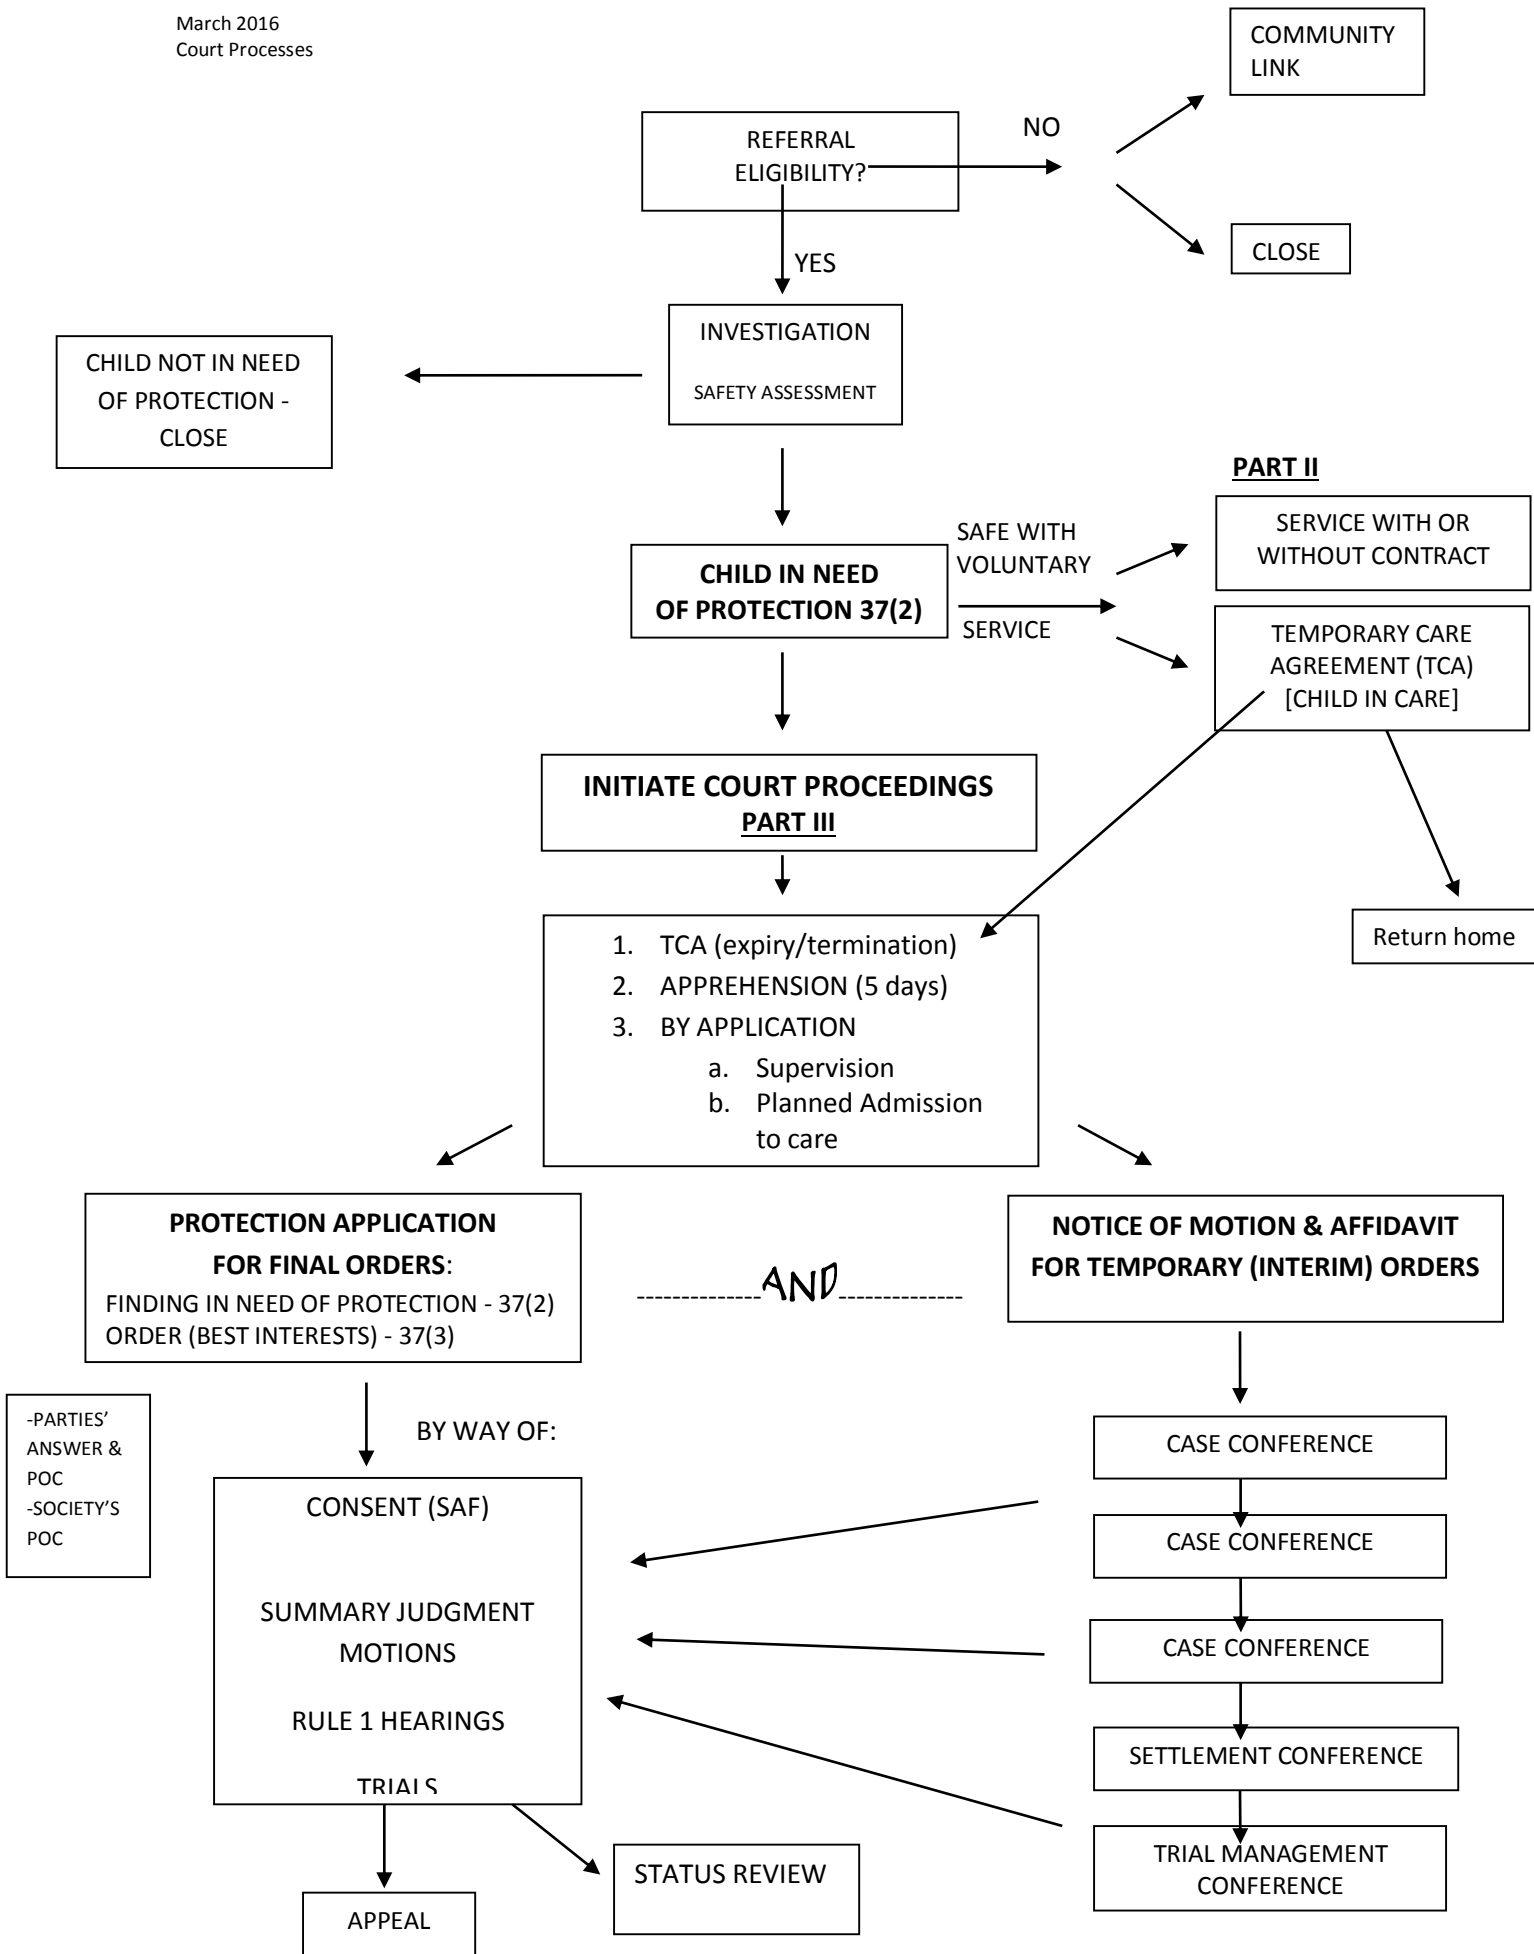 March 2016
Court Processes
COMMUNITY
LINK
REFERRAL
ELIGIBILITY?
NO
CLOSE
YES
INVESTIGATION
SAFETY ASSESSMENT
CHILD NOT IN NEED
OF PROTECTION -
CLOSE
PART II
SAFE WITH
VOLUNTARY
SERVICE
SERVICE WITH OR
WITHOUT CONTRACT
CHILD IN NEED
OF PROTECTION 37(2)
TEMPORARY CARE
AGREEMENT (TCA)
[CHILD IN CARE]
INITIATE COURT PROCEEDINGS
PART III
Return home
1. TCA (expiry/termination)
2. APPREHENSION (5 days)
3. BY APPLICATION
a. Supervision
b. Planned Admission
to care
PROTECTION APPLICATION
FOR FINAL ORDERS:
FINDING IN NEED OF PROTECTION - 37(2)
ORDER (BEST INTERESTS) - 37(3)
--------------AND--------------
NOTICE OF MOTION & AFFIDAVIT
FOR TEMPORARY (INTERIM) ORDERS
-PARTIES'
ANSWER &
POC
-SOCIETY'S
POC
BY WAY OF:
CONSENT (SAF)
SUMMARY JUDGMENT
MOTIONS
RULE 1 HEARINGS
TRIALS
CASE CONFERENCE
CASE CONFERENCE
CASE CONFERENCE
SETTLEMENT CONFERENCE
TRIAL MANAGEMENT
CONFERENCE
STATUS REVIEW
APPEAL